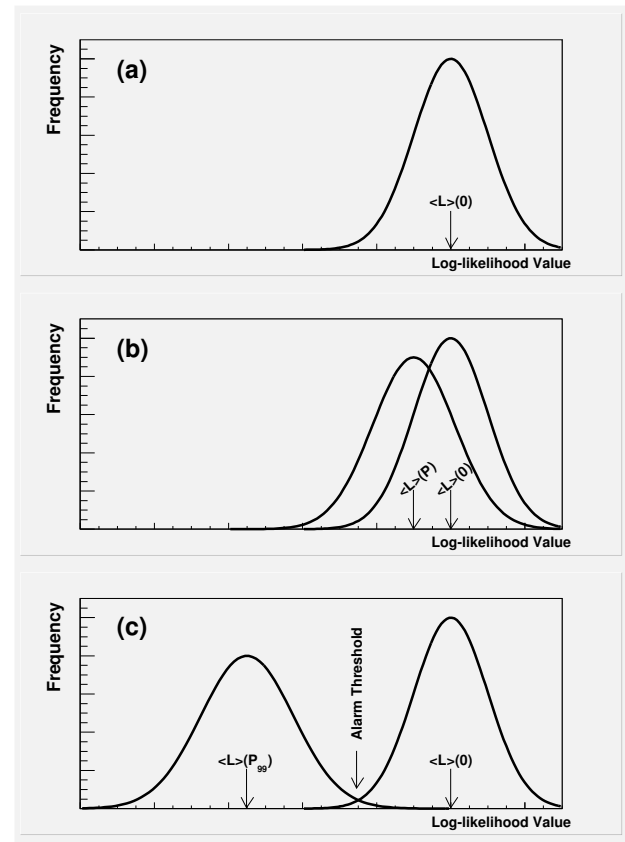 (a)
Frequency
<L>(0)
Log-likelihood Value
(b)
Frequency
<L>(P)
<L>(0)
Log-likelihood Value
(c)
Frequency
Alarm Threshold
<L>(P99)
<L>(0)
Log-likelihood Value